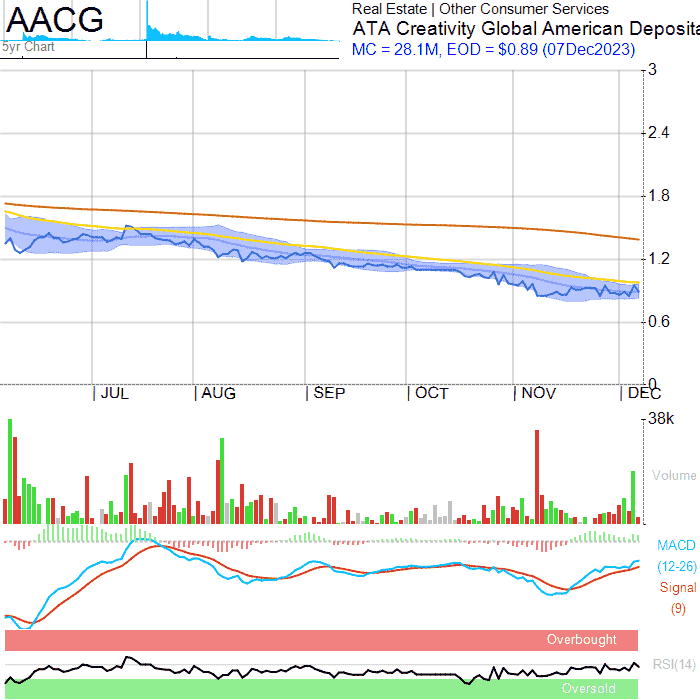 AACG
5yr Chart
Real Estate | Other Consumer Services
ATA Creativity Global American Deposita
MC = 28.1M, EOD = $0.89 (07Dec2023)
3
2.4
1.8
1.2
0.6
0
JUL AUG SEP OCT NOV DEC
38k
Volume
MACD
(12-26)
Signal
(9)
Overbought
RSI(14)
Oversold